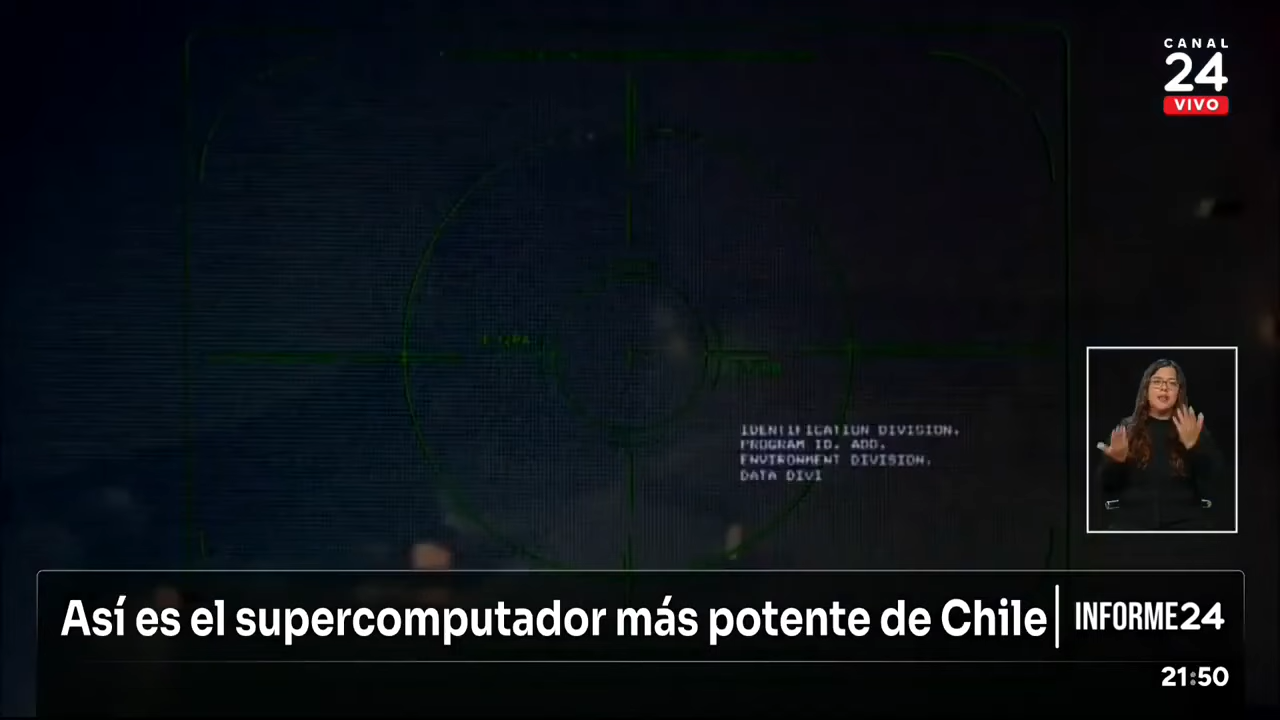 CANAL
24
VIVO
IDENTIFICATION DIVISION.
PROGRAM ID. ADD.
ENVIRONMENT DIVISION.
DATA DIVI
Así es el supercomputador más potente de Chile
INFORME24
21:50